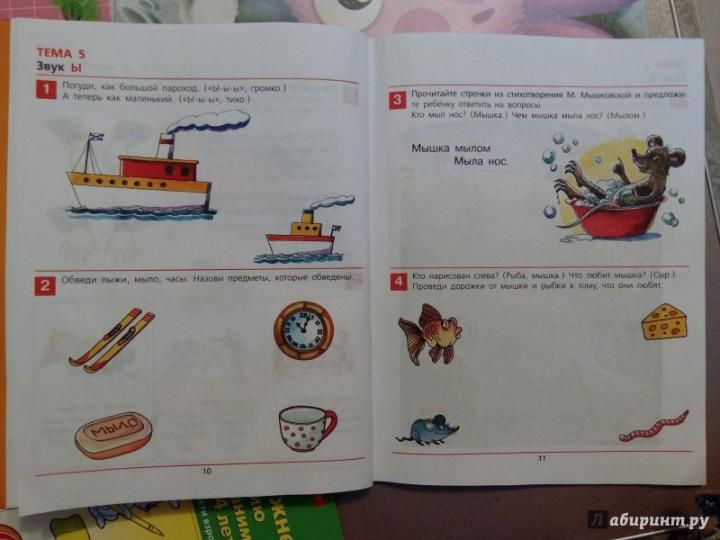 ТЕМА 5
Звук Ы
1
Погуди, как большой пароход. («Ы-ы-ы», громко.)
А теперь как маленький. («Ы-ы-ы», тихо.)
2
Обведи лыжи, мыло, часы. Назови предметы, которые обведены.
МЫЛО
10
3
Прочитайте строчки из стихотворения М. Мышковской и предложи-
те ребёнку ответить на вопросы.
Кто мыл нос? (Мышка.) Чем мышка мыла нос? (Мылом.)
Мышка мылом
Мыла нос.
4
Кто нарисован слева? (Рыба, мышка.) Что любит мышка? (Сыр.)
Проведи дорожки от мышки и рыбки к тому, что они любят.
11
Лабиринт.ру